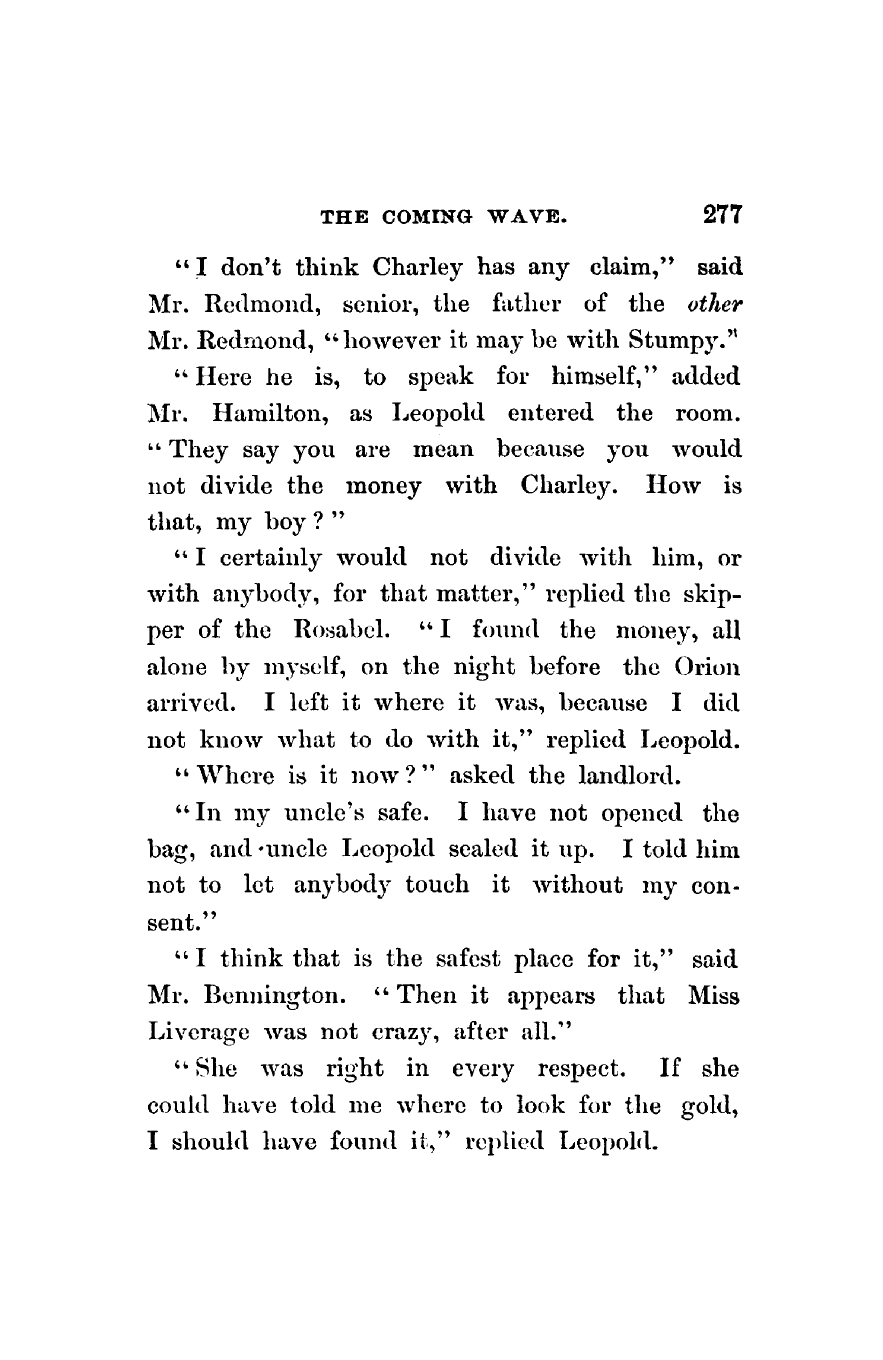 THE COMING WAVE. 277
"I don't think Charley has any claim," said
Mr. Redmond, senior, the father of the other
Mr. Redmond, "however it may be with Stumpy."
"Here he is, to speak for himself," added
Mr. Hamilton, as Leopold entered the room.
"They say you are mean because you would
not divide the money with Charley. How is
that, my boy?"
"I certainly would not divide with him, or
with anybody, for that matter," replied the skip-
per of the Rosabel. "I found the money, all
alone by myself, on the night before the Orion
arrived. I left it where it was, because I did
not know what to do with it," replied Leopold.
"Where is it now?" asked the landlord.
"In my uncle's safe. I have not opened the
bag, and uncle Leopold sealed it up. I told him
not to let anybody touch it without my con-
sent."
"I think that is the safest place for it," said
Mr. Bennington. "Then it appears that Miss
Liverage was not crazy, after all."
"She was right in every respect. If she
could have told me where to look for the gold,
I should have found it," replied Leopold.